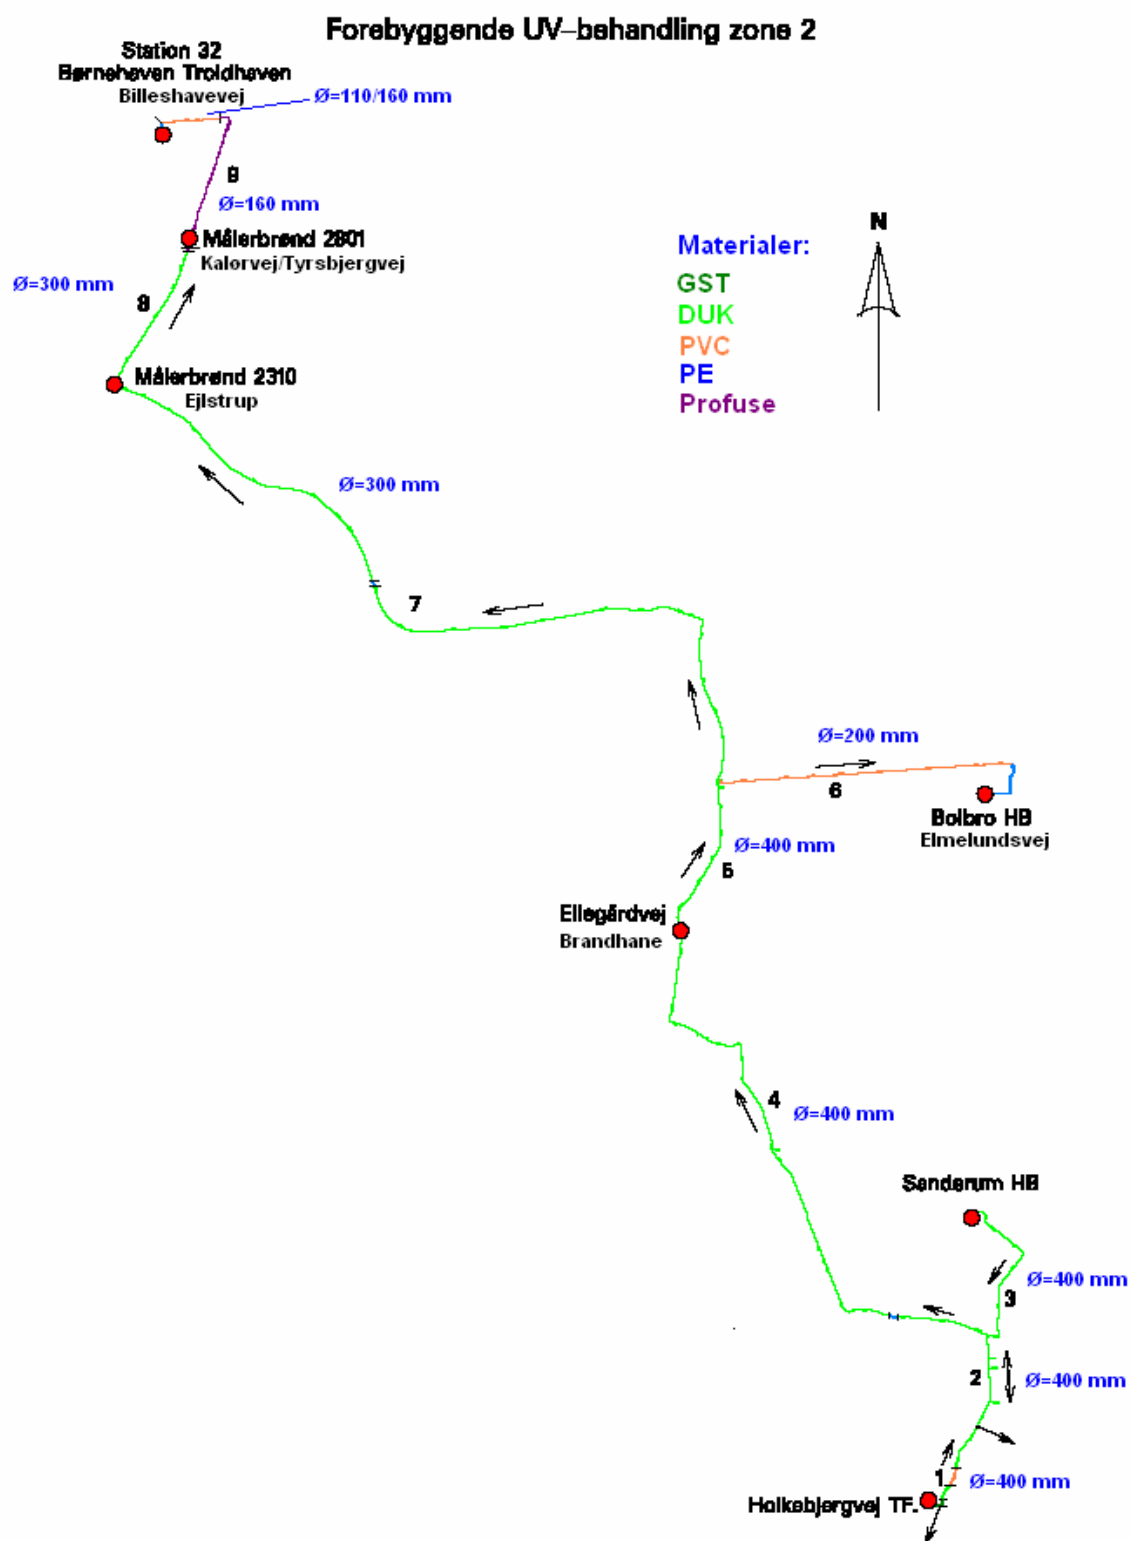 Forebyggende UV-behandling zone 2
Station 32
Børnehaven Troldhaven
Billeshavevej
Ø=110/160 mm
9
Ø=160 mm
Målerbrønd 2801
Kalørvej/Tyrsbjergvej
Ø=300 mm
8
Målerbrønd 2310
Ejlstrup
N
Materialer:
GST
DUK
PVC
PE
Profuse
Ø=300 mm
7
Ø=200 mm
6
Bolbro HB
Elmelundsvej
Ø=400 mm
5
Ellegårdvej
Brandhane
4
Ø=400 mm
Sanderum HB
Ø=400 mm
3
2
Ø=400 mm
1
Ø=400 mm
Holkebjergvej TF.